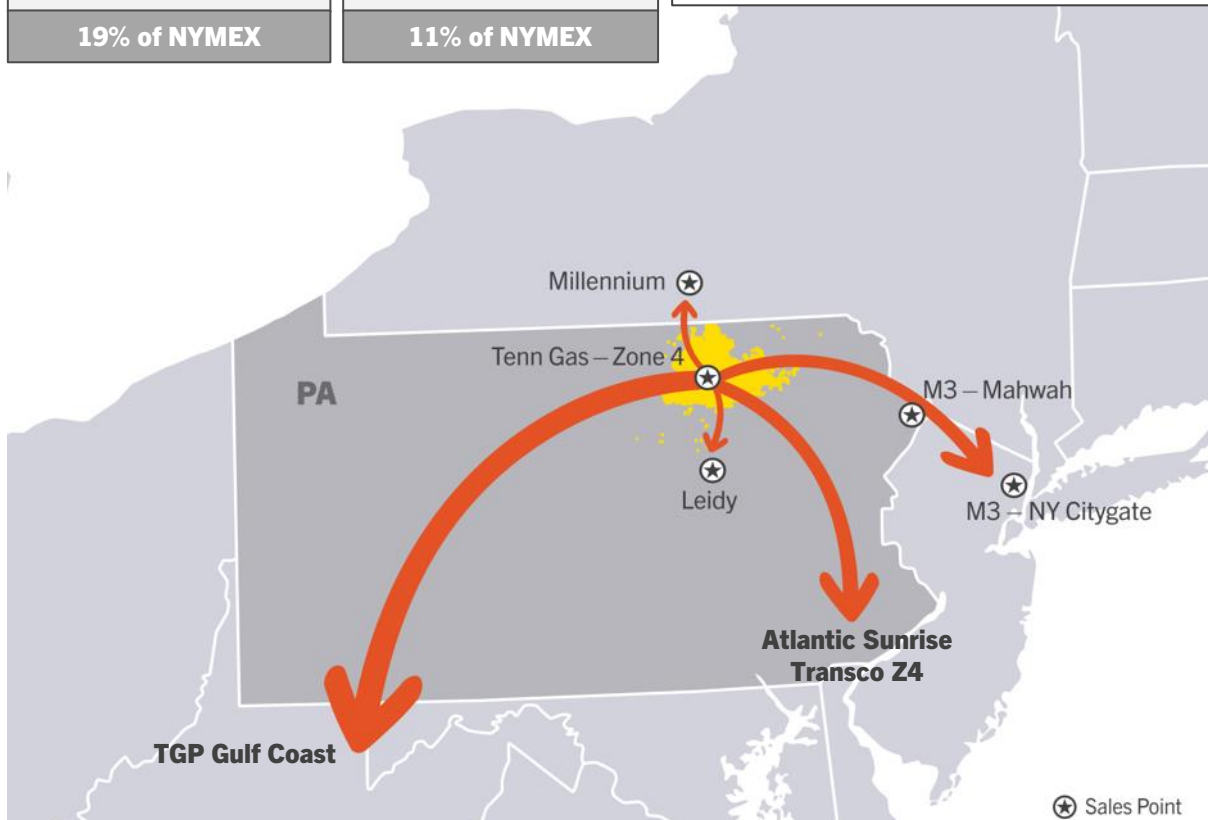 19% of NYMEX
11% of NYMEX
Millennium
Tenn Gas – Zone 4
PA
M3 – Mahwah
Leidy
M3 – NY Citygate
Atlantic Sunrise
Transco Z4
TGP Gulf Coast
Sales Point